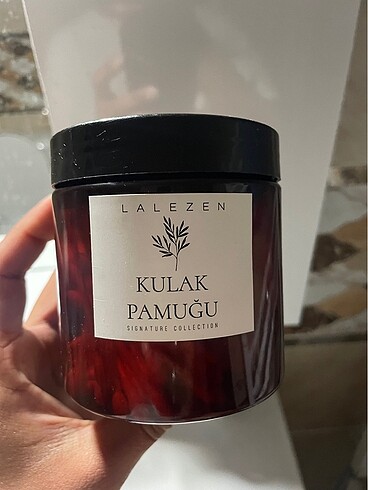 LALEZEN
KULAK
PAMUĞU
SIGNATURE COLLECTION